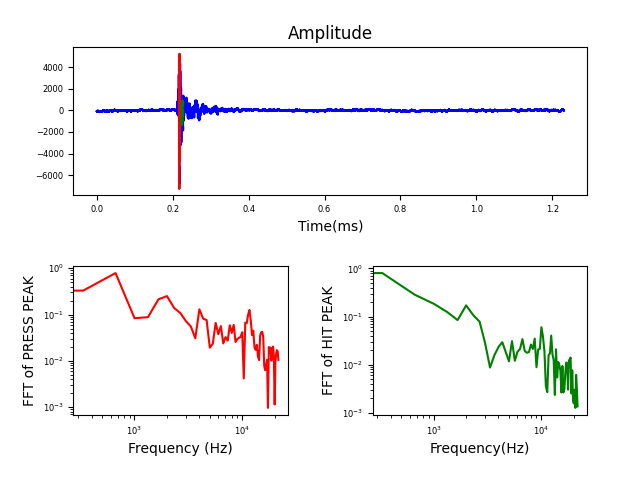 Amplitude
4000
2000
0
−2000
−4000
−6000
0.0 0.2 0.4 0.6 0.8 1.0 1.2
Time(ms)
FFT of PRESS PEAK
10⁰
10⁻¹
10⁻²
10⁻³
10³ 10⁴
Frequency (Hz)
FFT of HIT PEAK
10⁰
10⁻¹
10⁻²
10⁻³
10³ 10⁴
Frequency(Hz)